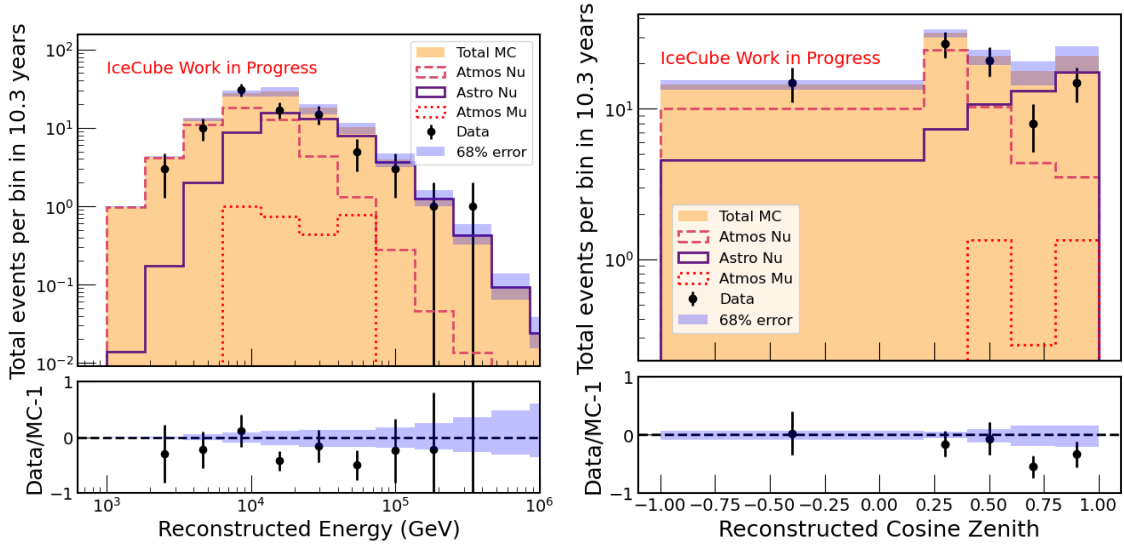 Total events per bin in 10.3 years
10²
10¹
10⁰
10⁻¹
10⁻²
IceCube Work in Progress
Total MC
Atmos Nu
Astro Nu
Atmos Mu
Data
68% error
Data/MC-1
1
0
−1
10³
10⁴
10⁵
10⁶
Reconstructed Energy (GeV)
Total events per bin in 10.3 years
10¹
10⁰
IceCube Work in Progress
Total MC
Atmos Nu
Astro Nu
Atmos Mu
Data
68% error
Data/MC-1
1
0
−1
−1.00 −0.75 −0.50 −0.25 0.00 0.25 0.50 0.75 1.00
Reconstructed Cosine Zenith